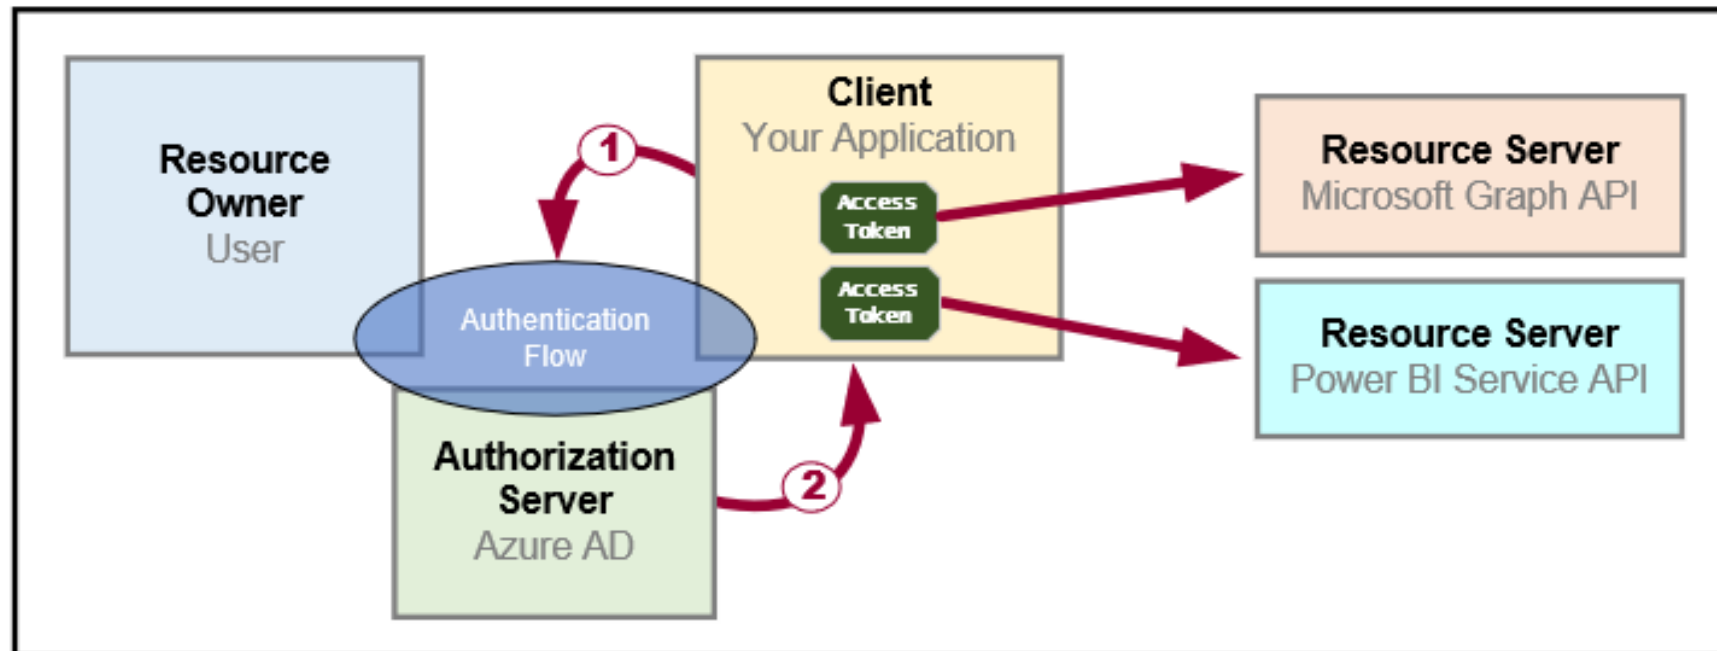 Resource
Owner
User
1
Client
Your Application
Access
Token
Access
Token
Resource Server
Microsoft Graph API
Resource Server
Power BI Service API
Authentication
Flow
Authorization
Server
Azure AD
2